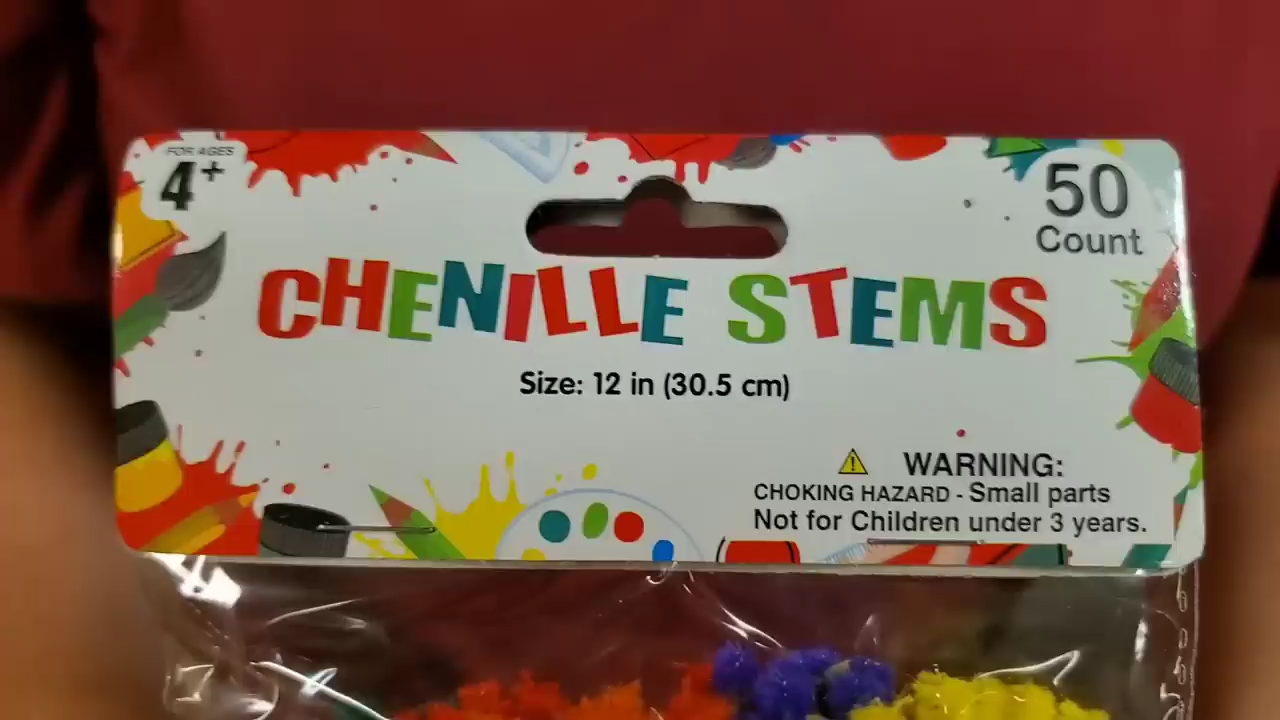 FOR AGES
4+
50
Count
CHENILLE STEMS
Size: 12 in (30.5 cm)
WARNING:
CHOKING HAZARD - Small parts
Not for Children under 3 years.